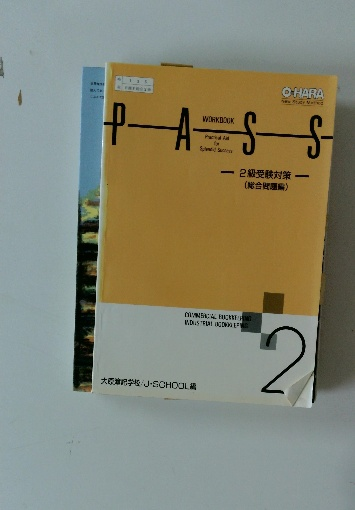 O-HARA
New Study Method
WORKBOOK
PASS
Practical Aid
for
Splendid Success
2級受験対策
(総合問題編)
COMMERCIAL BOOKKEEPING
INDUSTRIAL BOOKKEEPING
2
大原簿記学校/J・SCHOOL編